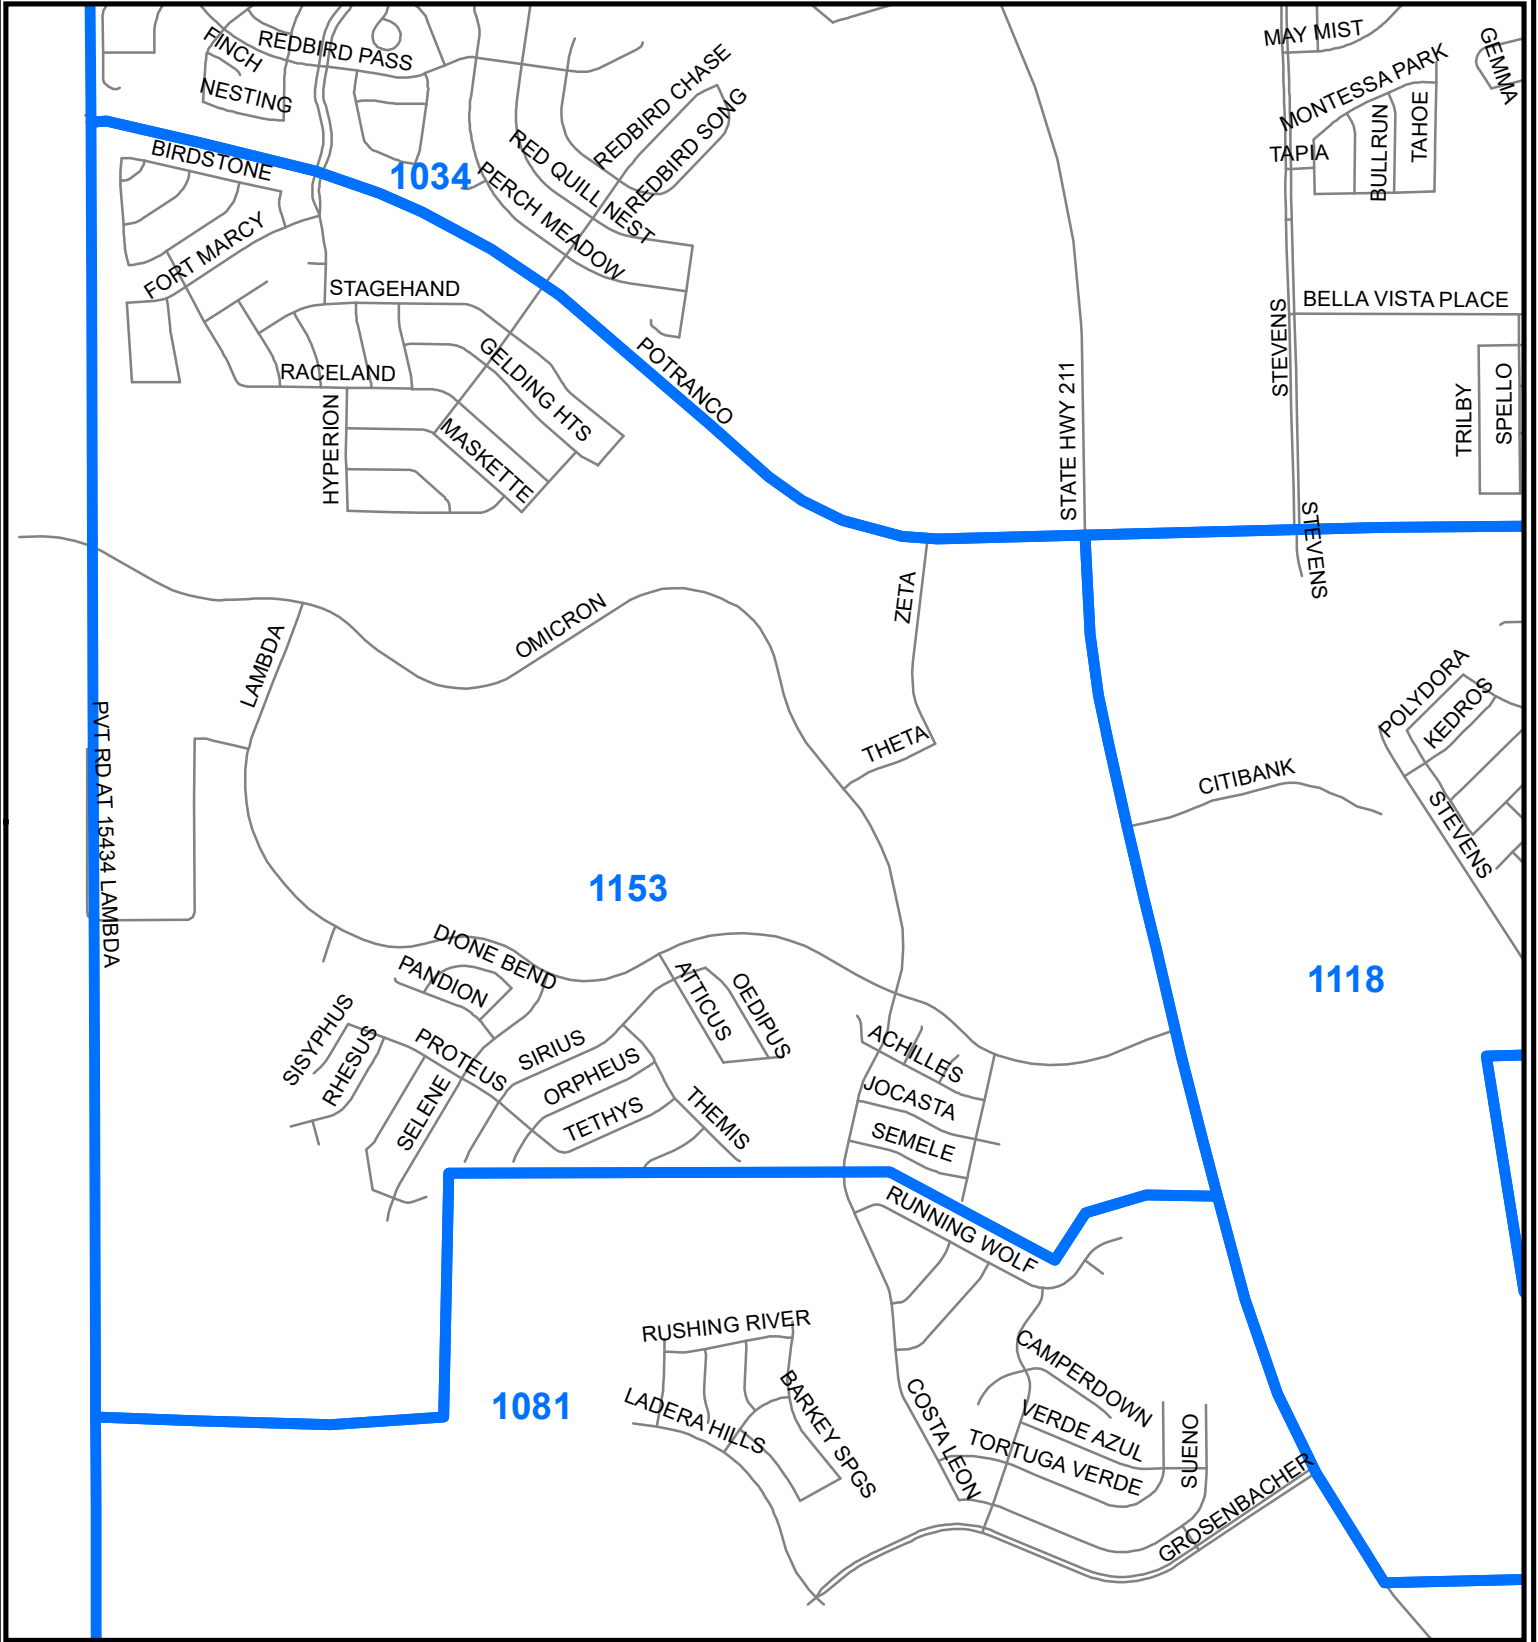 FINCH
REDBIRD PASS
NESTING
MAY MIST
GEMMA
MONTESSA PARK
REDBIRD CHASE
REDBIRD SONG
TAPIA
BULLRUN
TAHOE
BIRDSTONE
1034
RED QUILL NEST
PERCH MEADOW
FORT MARCY
STAGEHAND
BELLA VISTA PLACE
STEVENS
RACELAND
GELDING HTS
POTRANCO
STATE HWY 211
TRILBY
SPELLO
HYPERION
MASKETTE
STEVENS
ZETA
OMICRON
LAMBDA
POLYDORA
KEDROS
PVT RD AT 15434 LAMBDA
THETA
CITIBANK
STEVENS
1153
DIONE BEND
PANDION
ATTICUS
OEDIPUS
1118
SISYPHUS
RHESUS
PROTEUS
SIRIUS
ACHILLES
ORPHEUS
SELENE
TETHYS
THEMIS
JOCASTA
SEMELE
RUNNING WOLF
RUSHING RIVER
CAMPERDOWN
1081
LADERA HILLS
BARKEY SPGS
COSTA LEON
VERDE AZUL
TORTUGA VERDE
SUENO
GROSENBACHER